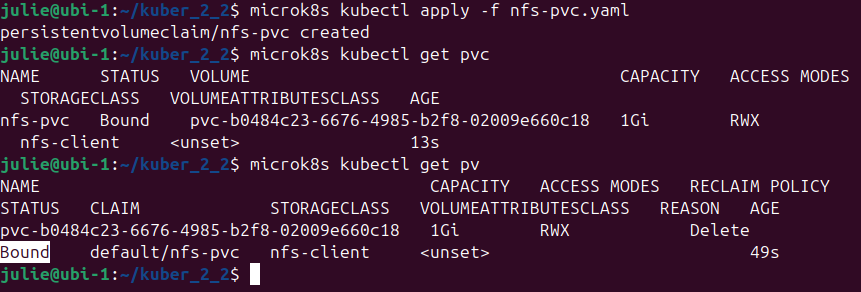 julie@ubi-1:~/kuber_2_2$ microk8s kubectl apply -f nfs-pvc.yaml
persistentvolumeclaim/nfs-pvc created
julie@ubi-1:~/kuber_2_2$ microk8s kubectl get pvc
NAME      STATUS   VOLUME                                     CAPACITY   ACCESS MODES
  STORAGECLASS   VOLUMEATTRIBUTESCLASS   AGE
nfs-pvc   Bound    pvc-b0484c23-6676-4985-b2f8-02009e660c18   1Gi        RWX
  nfs-client     <unset>                 13s
julie@ubi-1:~/kuber_2_2$ microk8s kubectl get pv
NAME                                       CAPACITY   ACCESS MODES   RECLAIM POLICY
STATUS   CLAIM             STORAGECLASS   VOLUMEATTRIBUTESCLASS   REASON   AGE
pvc-b0484c23-6676-4985-b2f8-02009e660c18   1Gi        RWX            Delete
Bound    default/nfs-pvc   nfs-client     <unset>                          49s
julie@ubi-1:~/kuber_2_2$